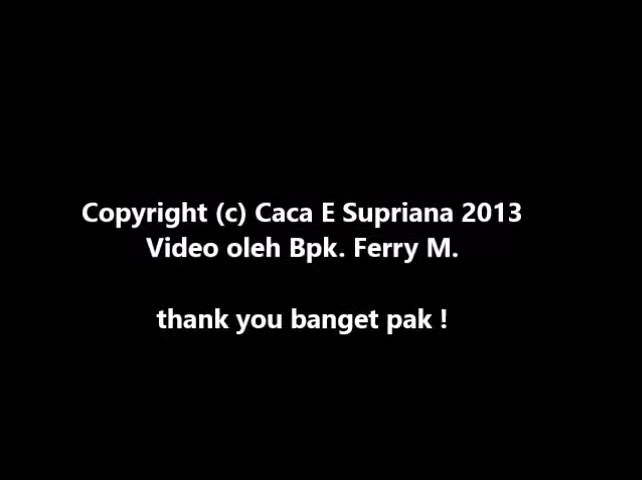 Copyright (c) Caca E Supriana 2013
Video oleh Bpk. Ferry M.
thank you banget pak !